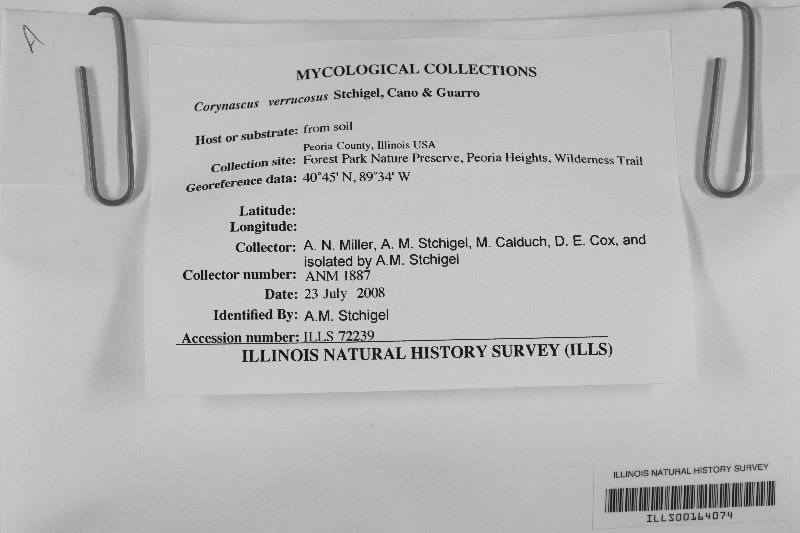 A
MYCOLOGICAL COLLECTIONS
Corynascus verrucosus Stchigel, Cano & Guarro
Host or substrate: from soil
Peoria County, Illinois USA
Collection site: Forest Park Nature Preserve, Peoria Heights, Wilderness Trail
Georeference data: 40°45' N, 89°34' W
Latitude:
Longitude:
Collector: A. N. Miller, A. M. Stchigel, M. Calduch, D. E. Cox, and
isolated by A.M. Stchigel
Collector number: ANM 1887
Date: 23 July 2008
Identified By: A.M. Stchigel
Accession number: ILLS 72239
ILLINOIS NATURAL HISTORY SURVEY (ILLS)
ILLINOIS NATURAL HISTORY SURVEY
ILLS00164074